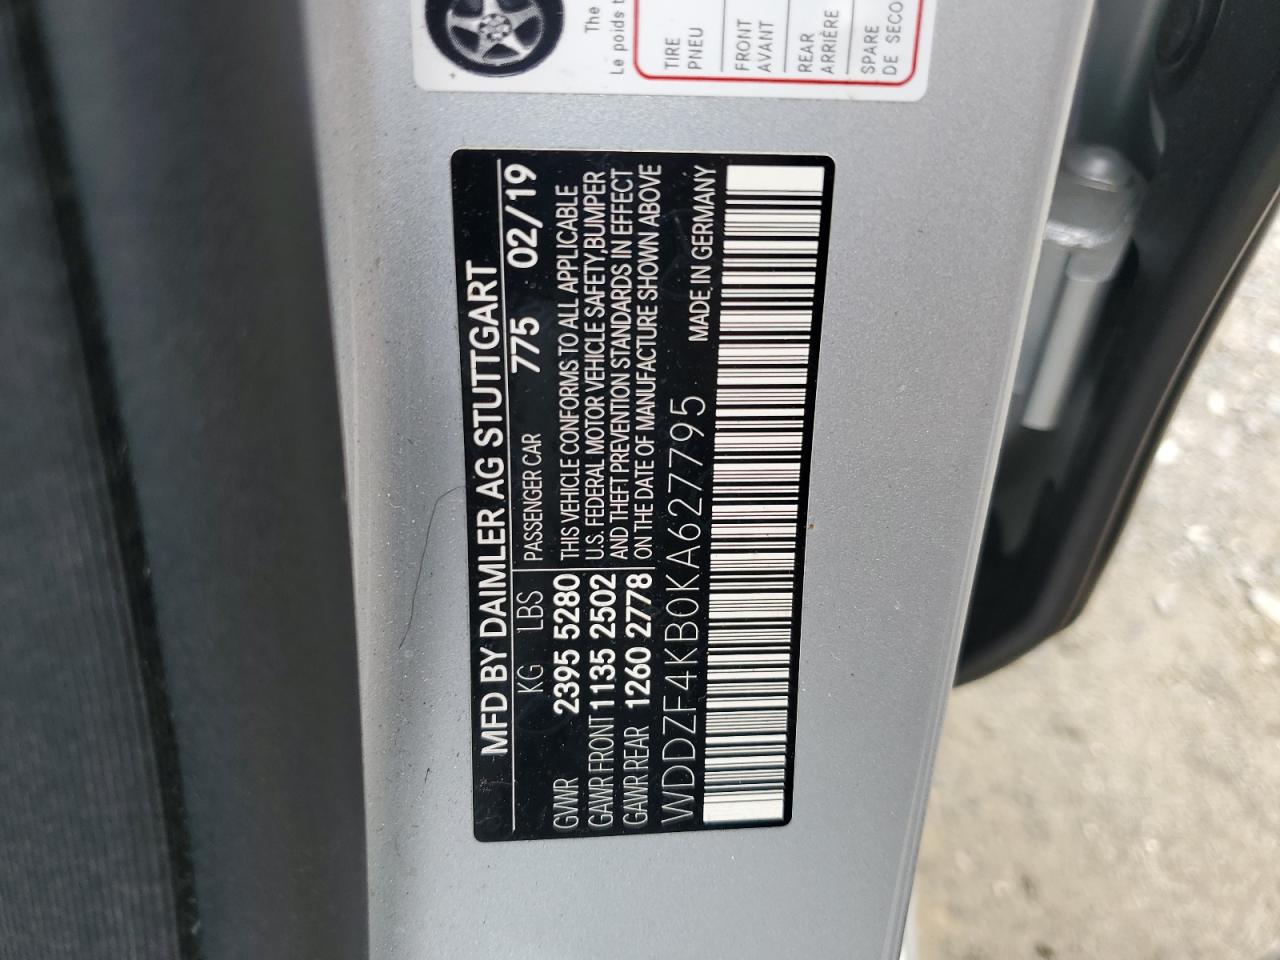 The
Le poids t
TIRE
PNEU
FRONT
AVANT
REAR
ARRIÈRE
SPARE
DE SECO
MFD BY DAIMLER AG STUTTGART
KG LBS PASSENGER CAR 775 02/19
GVWR 2395 5280 THIS VEHICLE CONFORMS TO ALL APPLICABLE
GAWR FRONT 1135 2502 U.S. FEDERAL MOTOR VEHICLE SAFETY,BUMPER
GAWR REAR 1260 2778 AND THEFT PREVENTION STANDARDS IN EFFECT
ON THE DATE OF MANUFACTURE SHOWN ABOVE
WDDZF4KB0KA627795 MADE IN GERMANY